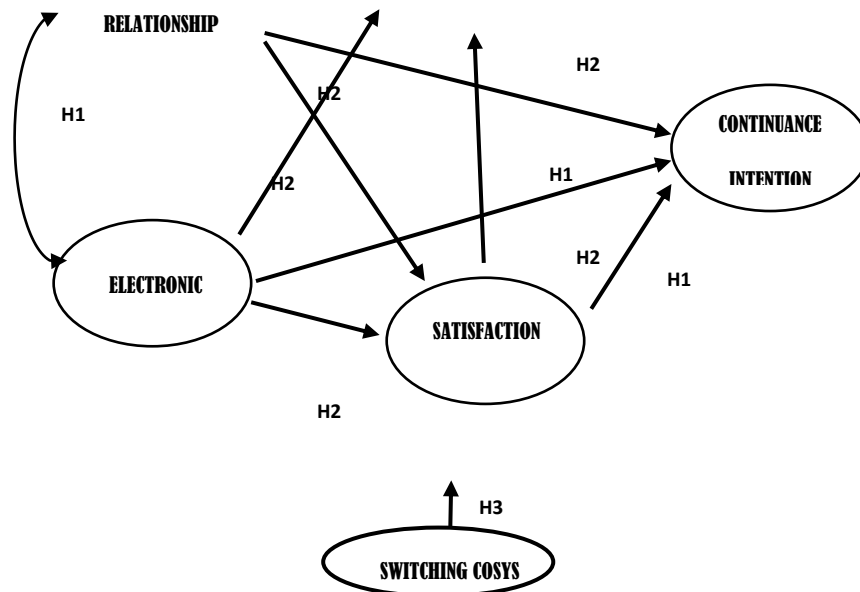 RELATIONSHIP
H2
H1
H2
CONTINUANCE
INTENTION
H2
H1
ELECTRONIC
H2
H1
SATISFACTION
H2
H3
SWITCHING COSYS